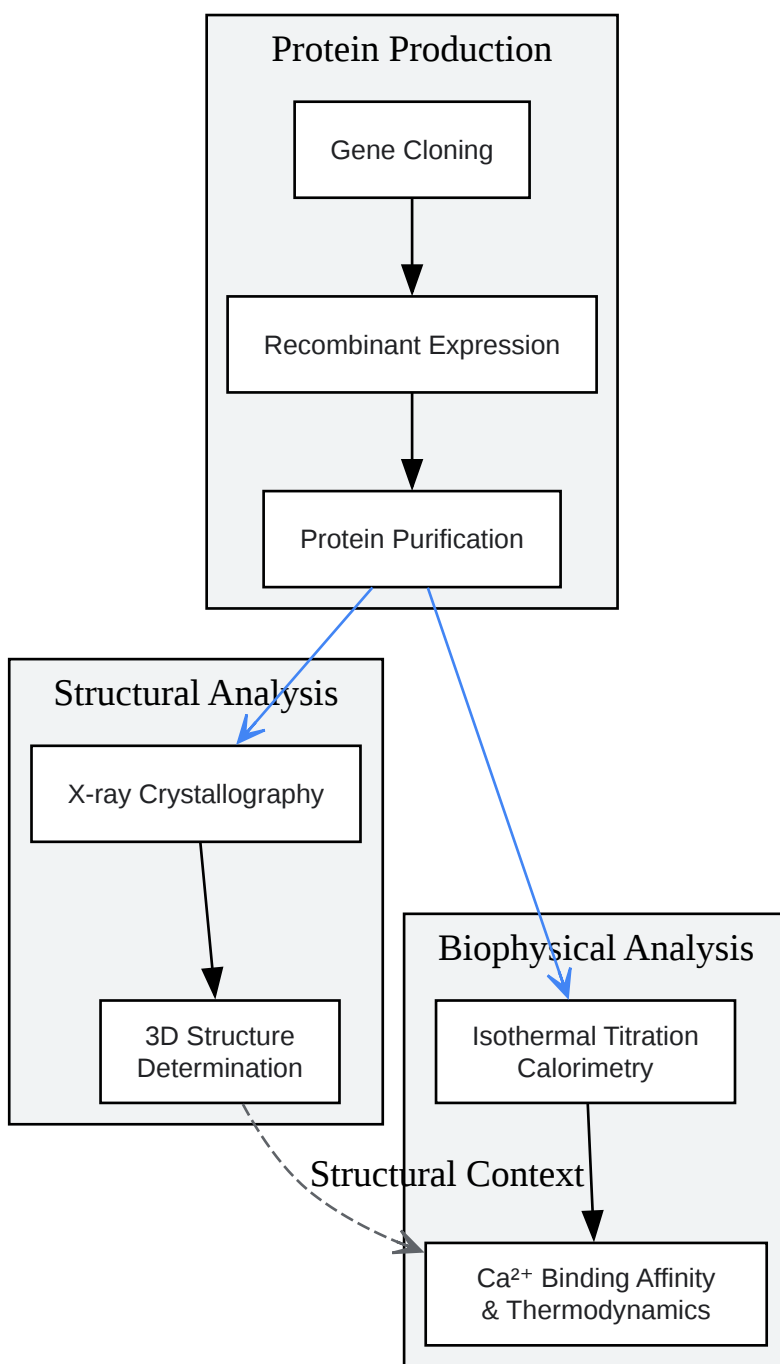 Protein Production
Gene Cloning
Recombinant Expression
Protein Purification
Structural Analysis
X-ray Crystallography
3D Structure
Determination
Biophysical Analysis
Isothermal Titration
Calorimetry
Structural Context
Ca²⁺ Binding Affinity
& Thermodynamics